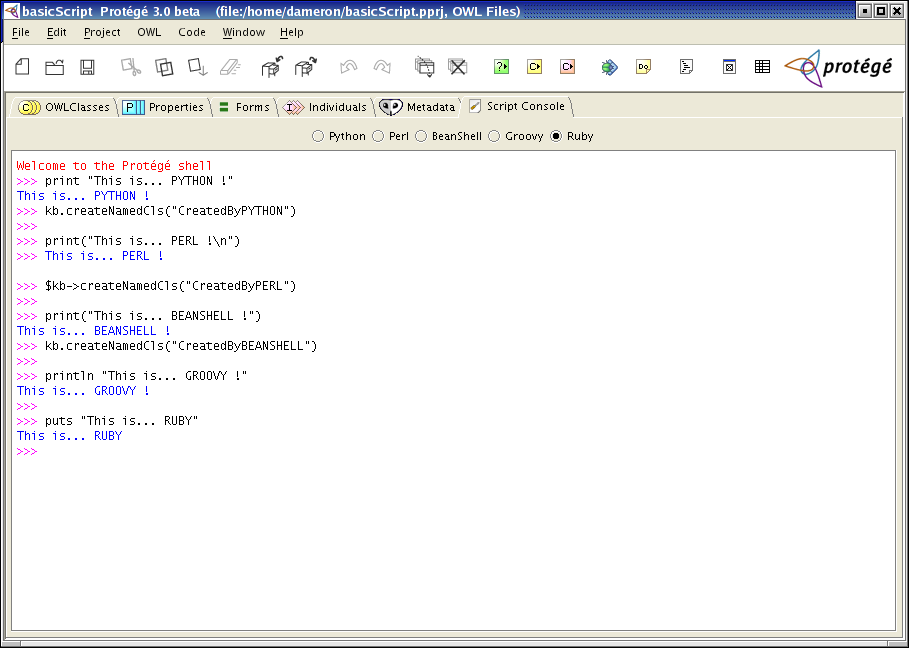 basicScript Protégé 3.0 beta (file:/home/dameron/basicScript.pprj, OWL Files)
File Edit Project OWL Code Window Help
protégé
OWLClasses Properties Forms Individuals Metadata Script Console
Python Perl BeanShell Groovy Ruby
Welcome to the Protégé shell
>>> print "This is... PYTHON !"
This is... PYTHON !
>>> kb.createNamedCls("CreatedByPYTHON")
>>>
>>> print("This is... PERL !\n")
>>> This is... PERL !
>>> $kb->createNamedCls("CreatedByPERL")
>>>
>>> print("This is... BEANSHELL !")
This is... BEANSHELL !
>>> kb.createNamedCls("CreatedByBEANSHELL")
>>>
>>> println "This is... GROOVY !"
This is... GROOVY !
>>>
>>> puts "This is... RUBY"
This is... RUBY
>>>